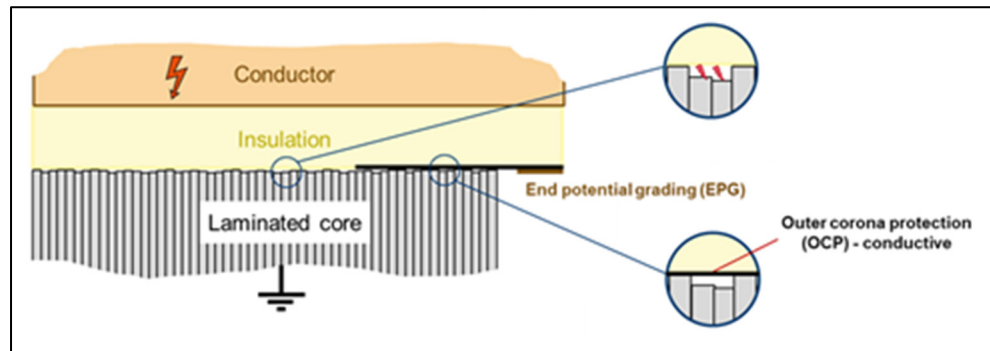 Conductor
Insulation
End potential grading (EPG)
Laminated core
Outer corona protection
(OCP) - conductive